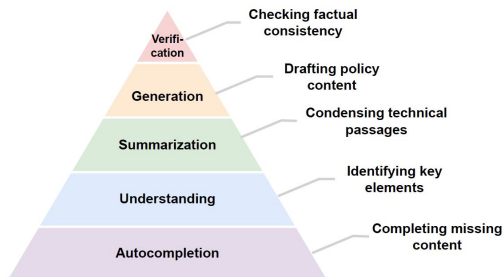 Verifi-
cation
Checking factual
consistency
Generation
Drafting policy
content
Summarization
Condensing technical
passages
Understanding
Identifying key
elements
Autocompletion
Completing missing
content